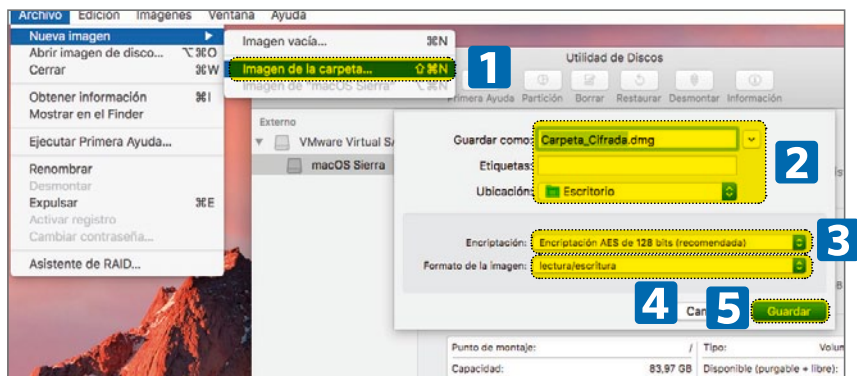 Archivo Edición Imágenes Ventana Ayuda
Nueva imagen
Abrir imagen de disco... ⌥⌘O
Cerrar ⌘W
Obtener información ⌘I
Mostrar en el Finder
Ejecutar Primera Ayuda...
Renombrar
Desmontar
Expulsar ⌘E
Activar registro
Cambiar contraseña...
Asistente de RAID...
Imagen vacía... ⌘N
Imagen de la carpeta... ⇧⌘N
Imagen de "macOS Sierra" ⌥⌘N
1
Utilidad de Discos
Primera Ayuda Partición Borrar Restaurar Desmontar Información
Externo
VMware Virtual SA
macOS Sierra
Guardar como: Carpeta_Cifrada.dmg
Etiquetas:
Ubicación: Escritorio
2
Encriptación: Encriptación AES de 128 bits (recomendada)
3
Formato de la imagen: lectura/escritura
4
Can
5
Guardar
Punto de montaje: / Tipo: Volum
Capacidad: 83,97 GB Disponible (purgable + libre):